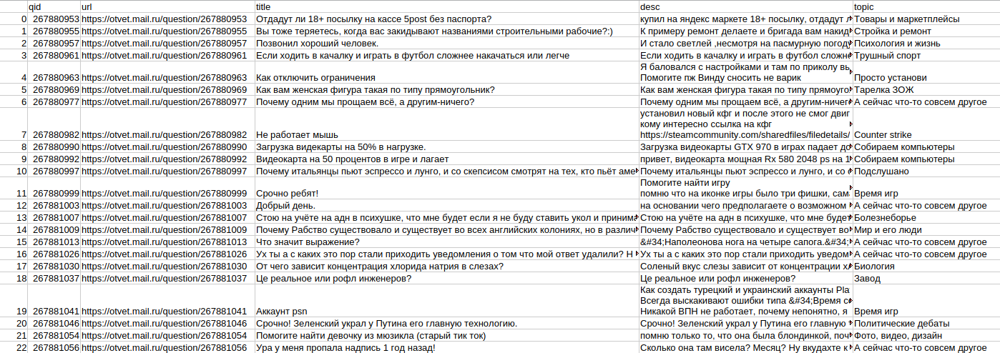 qid url title desc topic
0 267880953 https://otvet.mail.ru/question/267880953 Отдадут ли 18+ посылку на кассе 5post без паспорта? купил на яндекс маркете 18+ посылку, отдадут Товары и маркетплейсы
1 267880955 https://otvet.mail.ru/question/267880955 Вы тоже теряетесь, когда вас закидывают названиями строительными рабочие?:) К примеру ремонт делаете и бригада вам накид Стройка и ремонт
2 267880957 https://otvet.mail.ru/question/267880957 Позвонил хороший человек. И стало светлей ,несмотря на пасмурную погод Психология и жизнь
3 267880961 https://otvet.mail.ru/question/267880961 Если ходить в качалку и играть в футбол сложнее накачаться или легче Если ходить в качалку и играть в футбол сложн Трушный спорт
Я баловался с настройками и там по приколу вы
4 267880963 https://otvet.mail.ru/question/267880963 Как отключить ограничения Помогите пж Винду сносить не варик Просто установи
5 267880969 https://otvet.mail.ru/question/267880969 Как вам женская фигура такая по типу прямоугольник? Как вам женская фигура такая по типу прямоуго Тарелка ЗОЖ
6 267880977 https://otvet.mail.ru/question/267880977 Почему одним мы прощаем всё, а другим-ничего? Почему одним мы прощаем всё, а другим-ничег А сейчас что-то совсем другое
установил новый кфг и после этого не смог двиг
кому интересно ссылка на кфг
7 267880982 https://otvet.mail.ru/question/267880982 Не работает мышь https://steamcommunity.com/sharedfiles/filedetails/ Counter strike
8 267880990 https://otvet.mail.ru/question/267880990 Загрузка видекарты на 50% в нагрузке. Загрузка видеокарты GTX 970 в играх падает до Собираем компьютеры
9 267880992 https://otvet.mail.ru/question/267880992 Видеокарта на 50 процентов в игре и лагает привет, видеокарта мощная Rx 580 2048 ps на 1 Собираем компьютеры
10 267880997 https://otvet.mail.ru/question/267880997 Почему итальянцы пьют эспрессо и лунго, и со скепсисом смотрят на тех, кто пьёт аме Почему итальянцы пьют эспрессо и лунго, и со Подслушано
Помогите найти игру
11 267880999 https://otvet.mail.ru/question/267880999 Срочно ребят! помню что на иконке игры было три фишки, сам Время игр
12 267881003 https://otvet.mail.ru/question/267881003 Добрый день. на основании чего предполагаете о возможном А сейчас что-то совсем другое
13 267881007 https://otvet.mail.ru/question/267881007 Стою на учёте на адн в психушке, что мне будет если я не буду ставить укол и приним Стою на учёте на адн в психушке, что мне будет Болезнеборье
14 267881009 https://otvet.mail.ru/question/267881009 Почему Рабство существовало и существует во всех английских колониях, но в различ Почему Рабство существовало и существует во Мир и его люди
15 267881013 https://otvet.mail.ru/question/267881013 Что значит выражение? &#34;Наполеонова нога на четыре сапога.&#34; А сейчас что-то совсем другое
16 267881026 https://otvet.mail.ru/question/267881026 Ух ты а с каких это пор стали приходить уведомления о том что мой ответ удалили? Н Ух ты а с каких это пор стали приходить уведом А сейчас что-то совсем другое
17 267881030 https://otvet.mail.ru/question/267881030 От чего зависит концентрация хлорида натрия в слезах? Соленый вкус слезы зависит от концентрации Биология
18 267881037 https://otvet.mail.ru/question/267881037 Це реальное или рофл инженеров? Це реальное или рофл инженеров? Завод
Как создать турецкий и украинский аккаунты Pla
Всегда выскакивают ошибки типа &#34;Время с
19 267881041 https://otvet.mail.ru/question/267881041 Аккаунт psn Никакой ВПН не работает, почему непонятно, я Время игр
20 267881046 https://otvet.mail.ru/question/267881046 Срочно! Зеленский украл у Путина его главную технологию. Срочно! Зеленский украл у Путина его главную Политические дебаты
21 267881054 https://otvet.mail.ru/question/267881054 Помогите найти девочку из мюзикла (старый тик ток) помню только то, что она была блондинкой, поч Фото, видео, дизайн
22 267881056 https://otvet.mail.ru/question/267881056 Ура у меня пропала надпись 1 год назад! Сколько она там висела? Месяц? Ну вкудахте к А сейчас что-то совсем другое